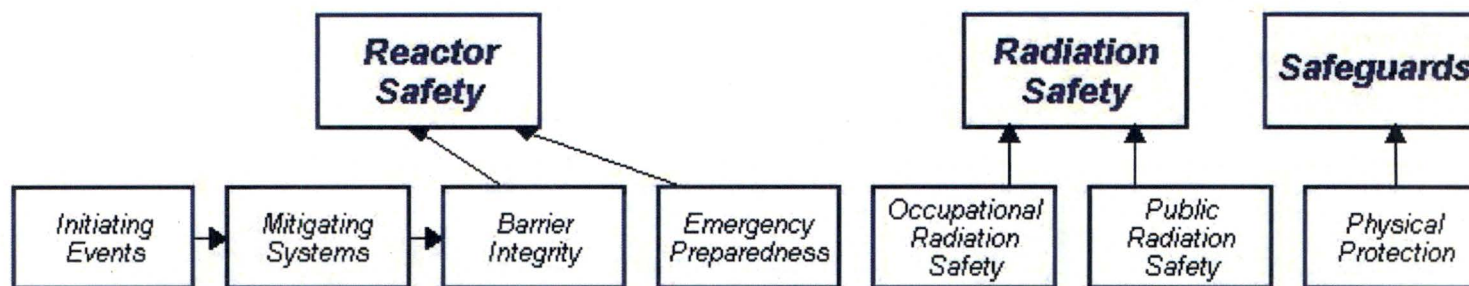 Reactor
Safety
Radiation
Safety
Safeguards
Initiating
Events
Mitigating
Systems
Barrier
Integrity
Emergency
Preparedness
Occupational
Radiation
Safety
Public
Radiation
Safety
Physical
Protection